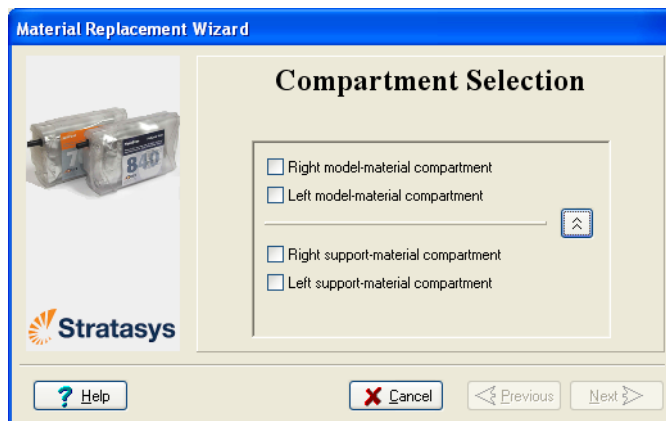 Material Replacement Wizard
Compartment Selection
840
Right model-material compartment
Left model-material compartment
Right support-material compartment
Left support-material compartment
Stratasys
? Help
Cancel
Previous
Next